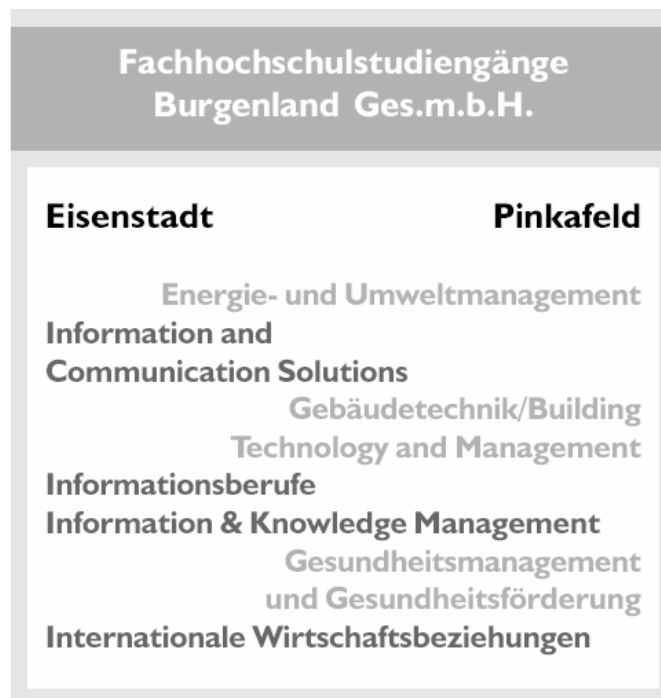 Fachhochschulstudiengänge
Burgenland Ges.m.b.H.
Eisenstadt Pinkafeld
Energie- und Umweltmanagement
Information and
Communication Solutions
Gebäudetechnik/Building
Technology and Management
Informationsberufe
Information & Knowledge Management
Gesundheitsmanagement
und Gesundheitsförderung
Internationale Wirtschaftsbeziehungen